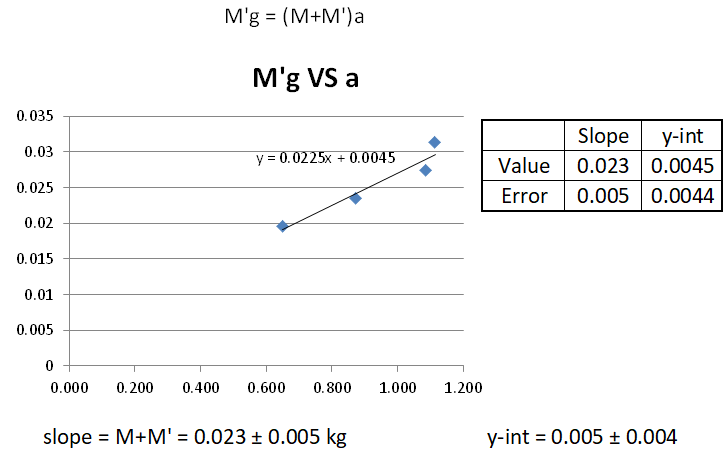 M'g = (M+M')a
M'g VS a
0.035
0.03
0.025
0.02
0.015
0.01
0.005
0
y = 0.0225x + 0.0045
0.000 0.200 0.400 0.600 0.800 1.000 1.200
Slope y-int
Value 0.023 0.0045
Error 0.005 0.0044
slope = M+M' = 0.023 ± 0.005 kg
y-int = 0.005 ± 0.004